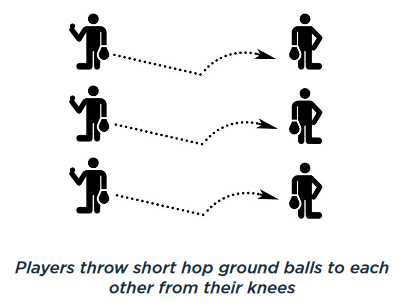 Players throw short hop ground balls to each
other from their knees